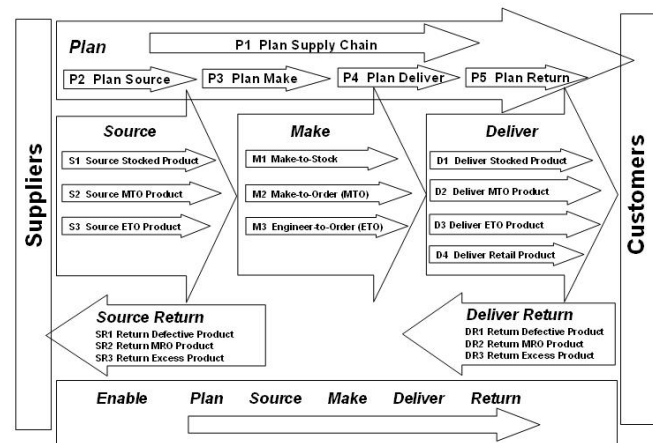 Suppliers
Plan
P1 Plan Supply Chain
P2 Plan Source
P3 Plan Make
P4 Plan Deliver
P5 Plan Return
Source
S1 Source Stocked Product
S2 Source MTO Product
S3 Source ETO Product
Make
M1 Make-to-Stock
M2 Make-to-Order (MTO)
M3 Engineer-to-Order (ETO)
Deliver
D1 Deliver Stocked Product
D2 Deliver MTO Product
D3 Deliver ETO Product
D4 Deliver Retail Product
Source Return
SR1 Return Defective Product
SR2 Return MRO Product
SR3 Return Excess Product
Deliver Return
DR1 Return Defective Product
DR2 Return MRO Product
DR3 Return Excess Product
Enable Plan Source Make Deliver Return
Customers